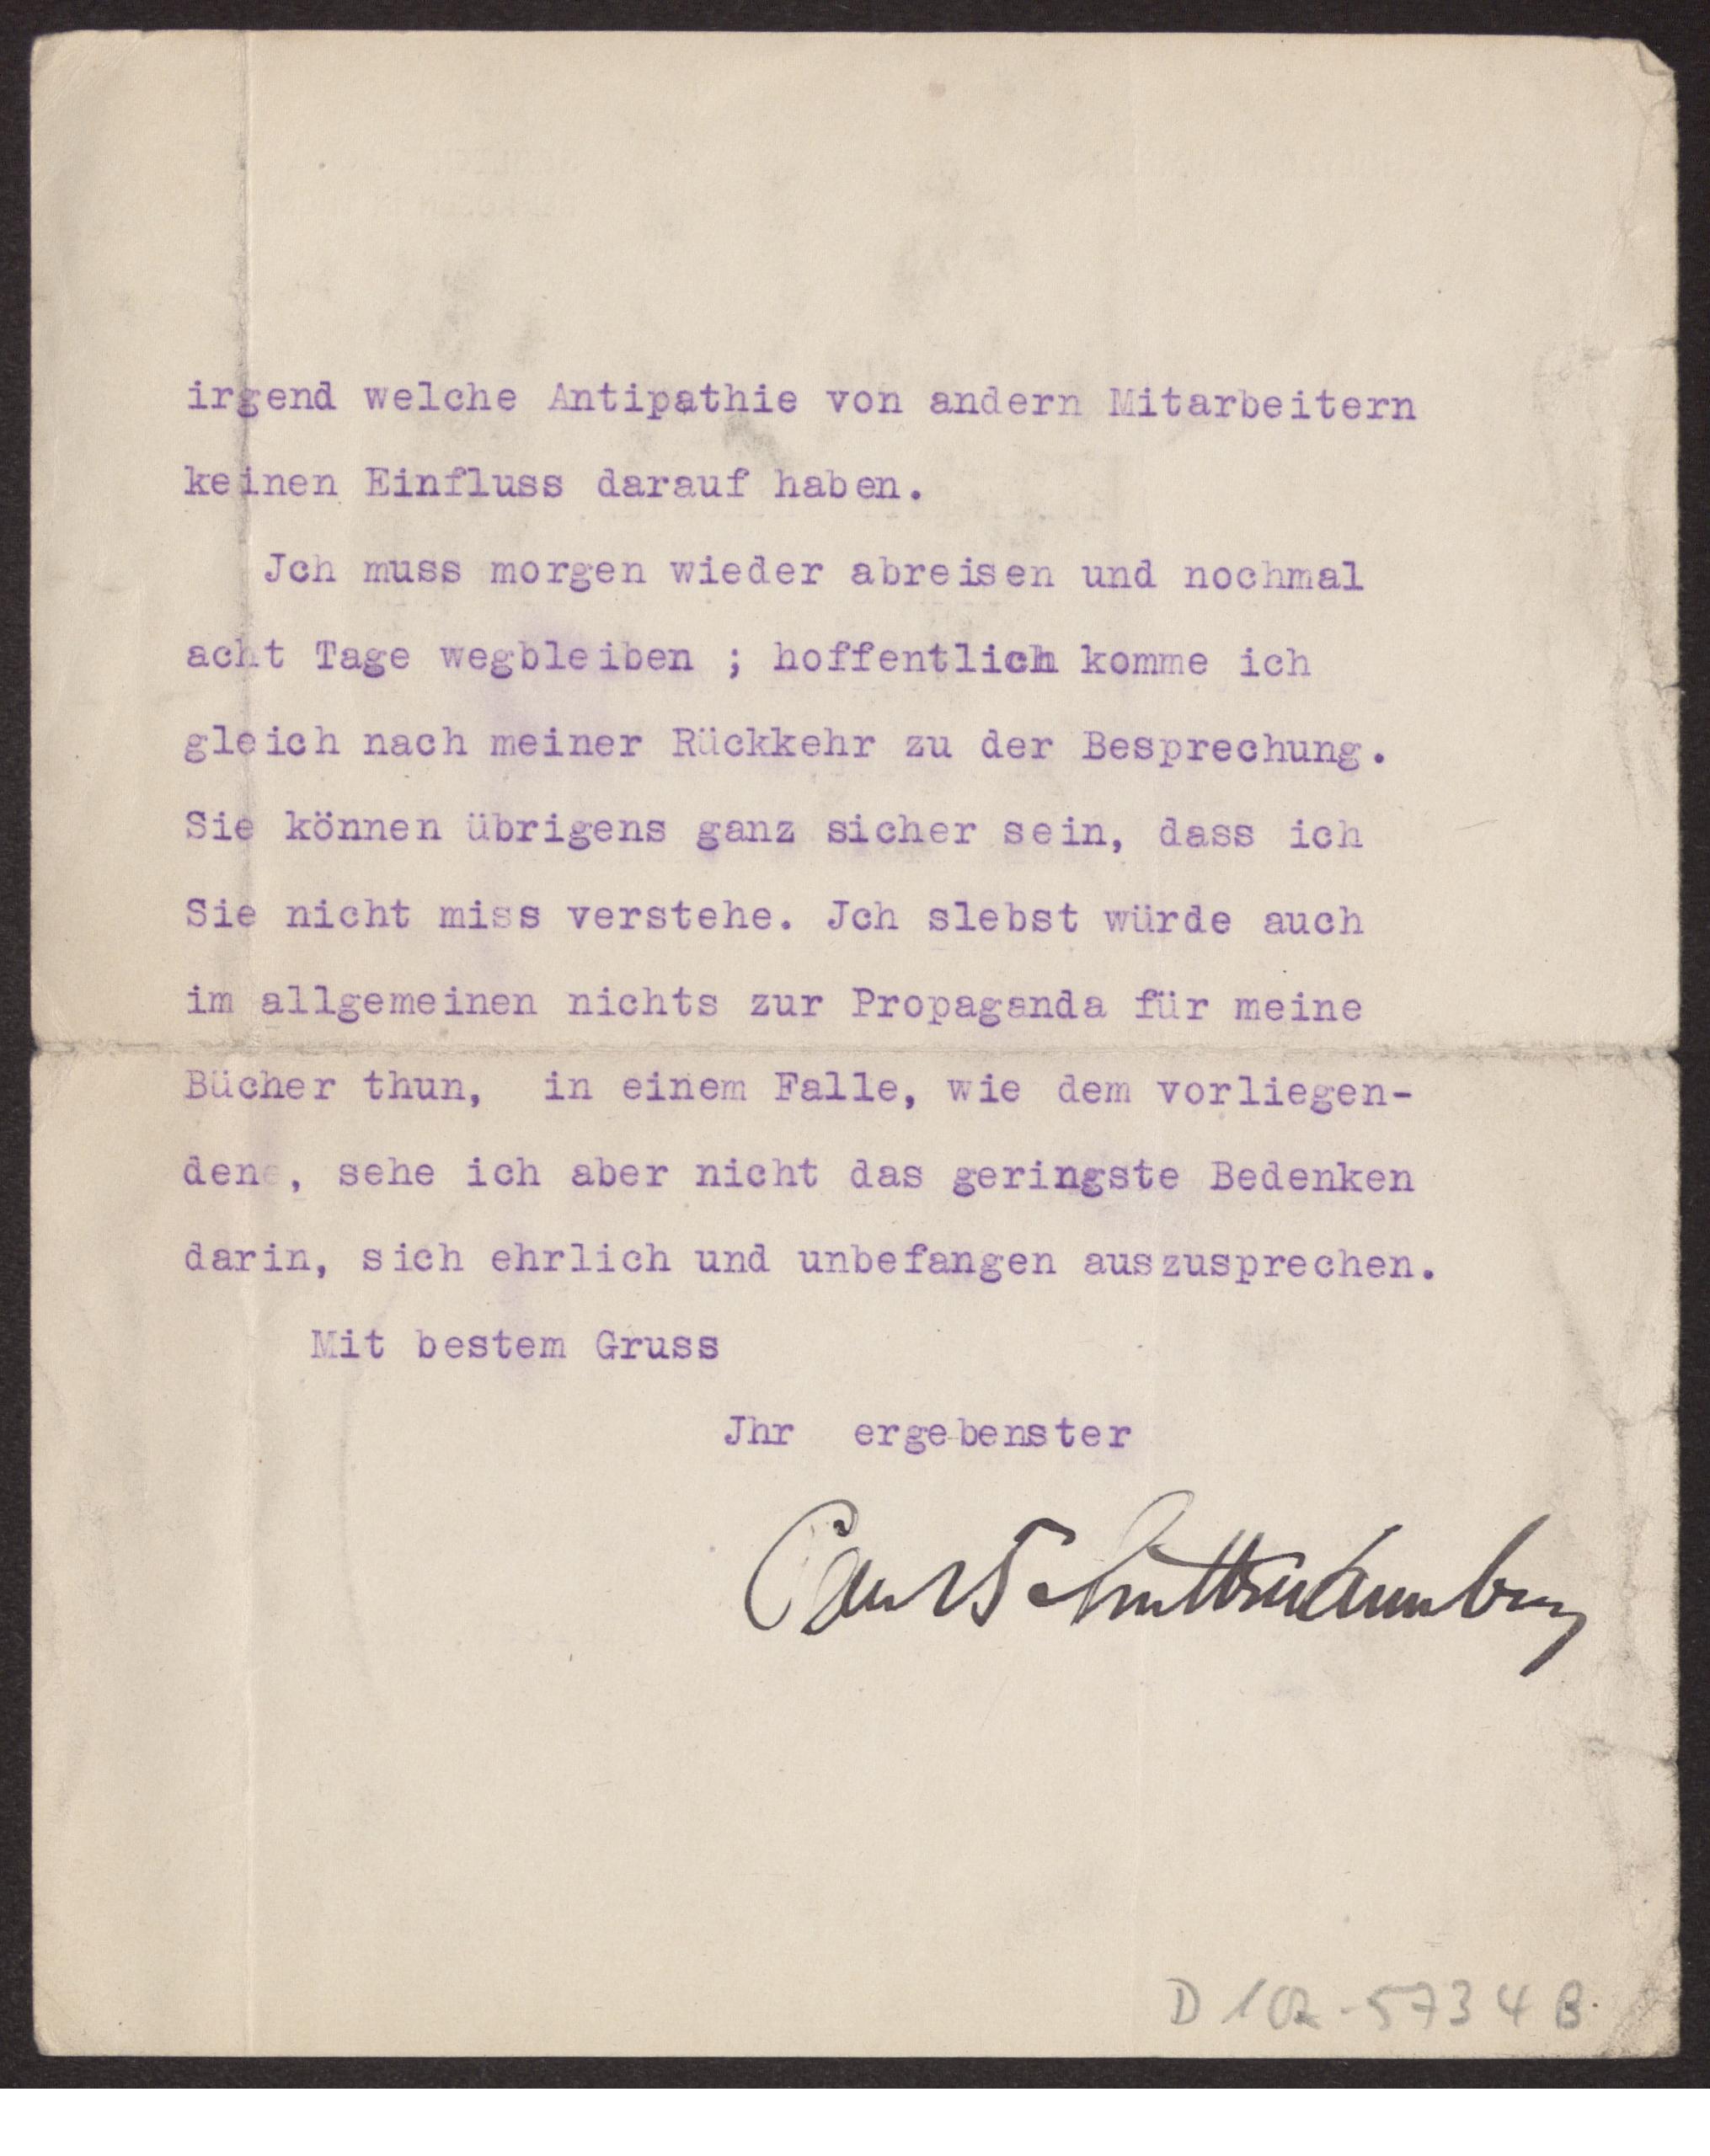 irgend welche Antipathie von andern Mitarbeitern
keinen Einfluss darauf haben.
Jch muss morgen wieder abreisen und nochmal
acht Tage wegbleiben ; hoffentlich komme ich
gleich nach meiner Rückkehr zu der Besprechung.
Sie können übrigens ganz sicher sein, dass ich
Sie nicht miss verstehe. Jch slebst würde auch
im allgemeinen nichts zur Propaganda für meine
Bücher thun, in einem Falle, wie dem vorliegen-
dene, sehe ich aber nicht das geringste Bedenken
darin, sich ehrlich und unbefangen auszusprechen.
Mit bestem Gruss
Jhr ergebenster
D 102-5734 B